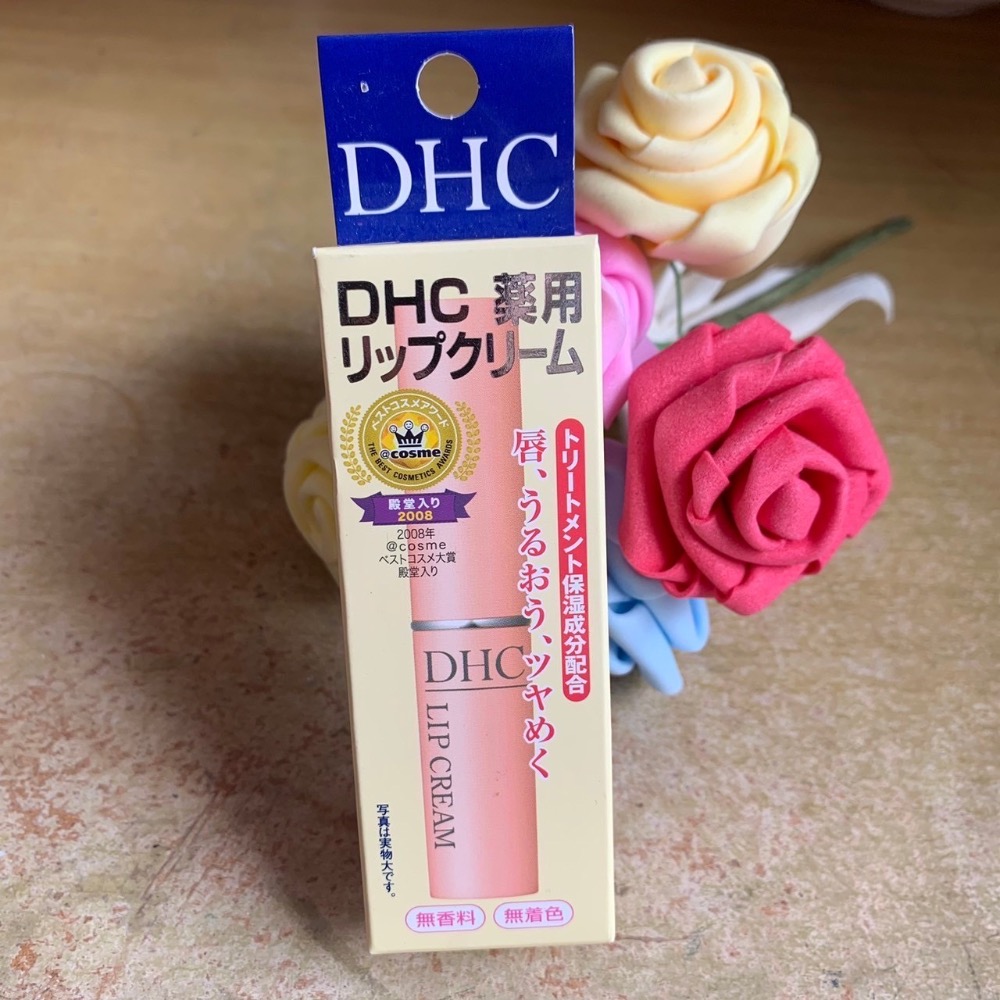 DHC
DHC 薬用
リップクリーム
ベストコスメアワード
@cosme
THE BEST COSMETICS AWARDS
殿堂入り
2008
2008年
@cosme
ベストコスメ大賞
殿堂入り
トリートメント保湿成分配合
唇、うるおう、ツヤめく
DHC
LIP CREAM
写真は実物大です。
無香料
無着色